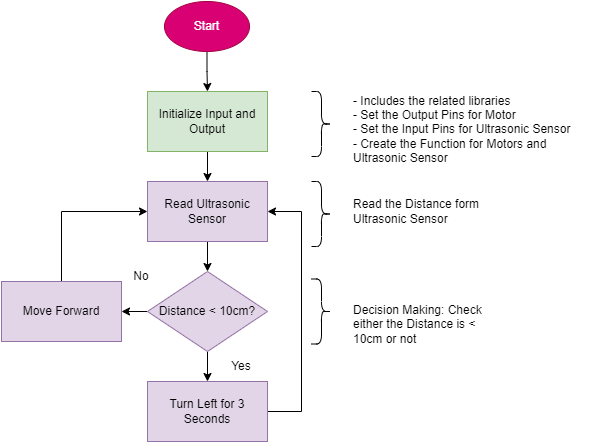 Start
Initialize Input and
Output
- Includes the related libraries
- Set the Output Pins for Motor
- Set the Input Pins for Ultrasonic Sensor
- Create the Function for Motors and
Ultrasonic Sensor
Read Ultrasonic
Sensor
Read the Distance form
Ultrasonic Sensor
No
Move Forward
Distance < 10cm?
Decision Making: Check
either the Distance is <
10cm or not
Yes
Turn Left for 3
Seconds